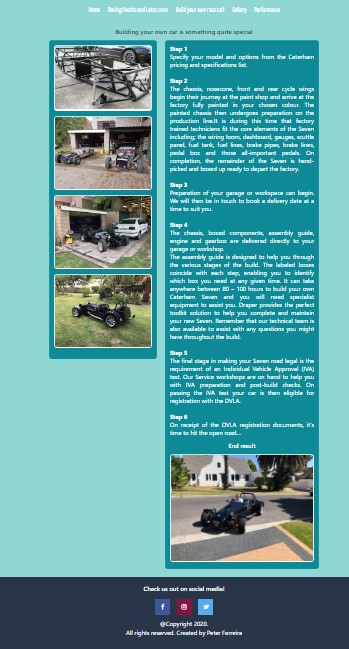 Home Racing Events and Lotus runs Build your own race car! Gallery Performance
Building your own car is something quite special
Step 1
Specify your model and options from the Caterham
pricing and specifications list.
Step 2
The chassis, nosecone, front and rear cycle wings
begin their journey at the paint shop and arrive at the
factory fully painted in your chosen colour. The
painted chassis then undergoes preparation on the
production line.It is during this time that factory
trained technicians fit the core elements of the Seven
including; the wiring loom, dashboard, gauges, scuttle
panel, fuel tank, fuel lines, brake pipes, brake lines,
pedal box and those all-important pedals. On
completion, the remainder of the Seven is hand-
picked and boxed up ready to depart the factory.
Step 3
Preparation of your garage or workspace can begin.
We will then be in touch to book a delivery date at a
time to suit you.
Step 4
The chassis, boxed components, assembly guide,
engine and gearbox are delivered directly to your
garage or workshop.
The assembly guide is designed to help you through
the various stages of the build. The labeled boxes
coincide with each step, enabling you to identify
which box you need at any given time. It can take
anywhere between 80 – 100 hours to build your own
Caterham Seven and you will need specialist
equipment to assist you. Draper provides the perfect
toolkit solution to help you complete and maintain
your new Seven. Remember that our technical team is
also available to assist with any questions you might
have throughout the build.
Step 5
The final stage in making your Seven road legal is the
requirement of an Individual Vehicle Approval (IVA)
test. Our Service workshops are on hand to help you
with IVA preparation and post-build checks. On
passing the IVA test your car is then eligible for
registration with the DVLA.
Step 6
On receipt of the DVLA registration documents, it's
time to hit the open road...
End result
Check us out on social media!
@Copyright 2020.
All rights reserved. Created by Peter Ferreira